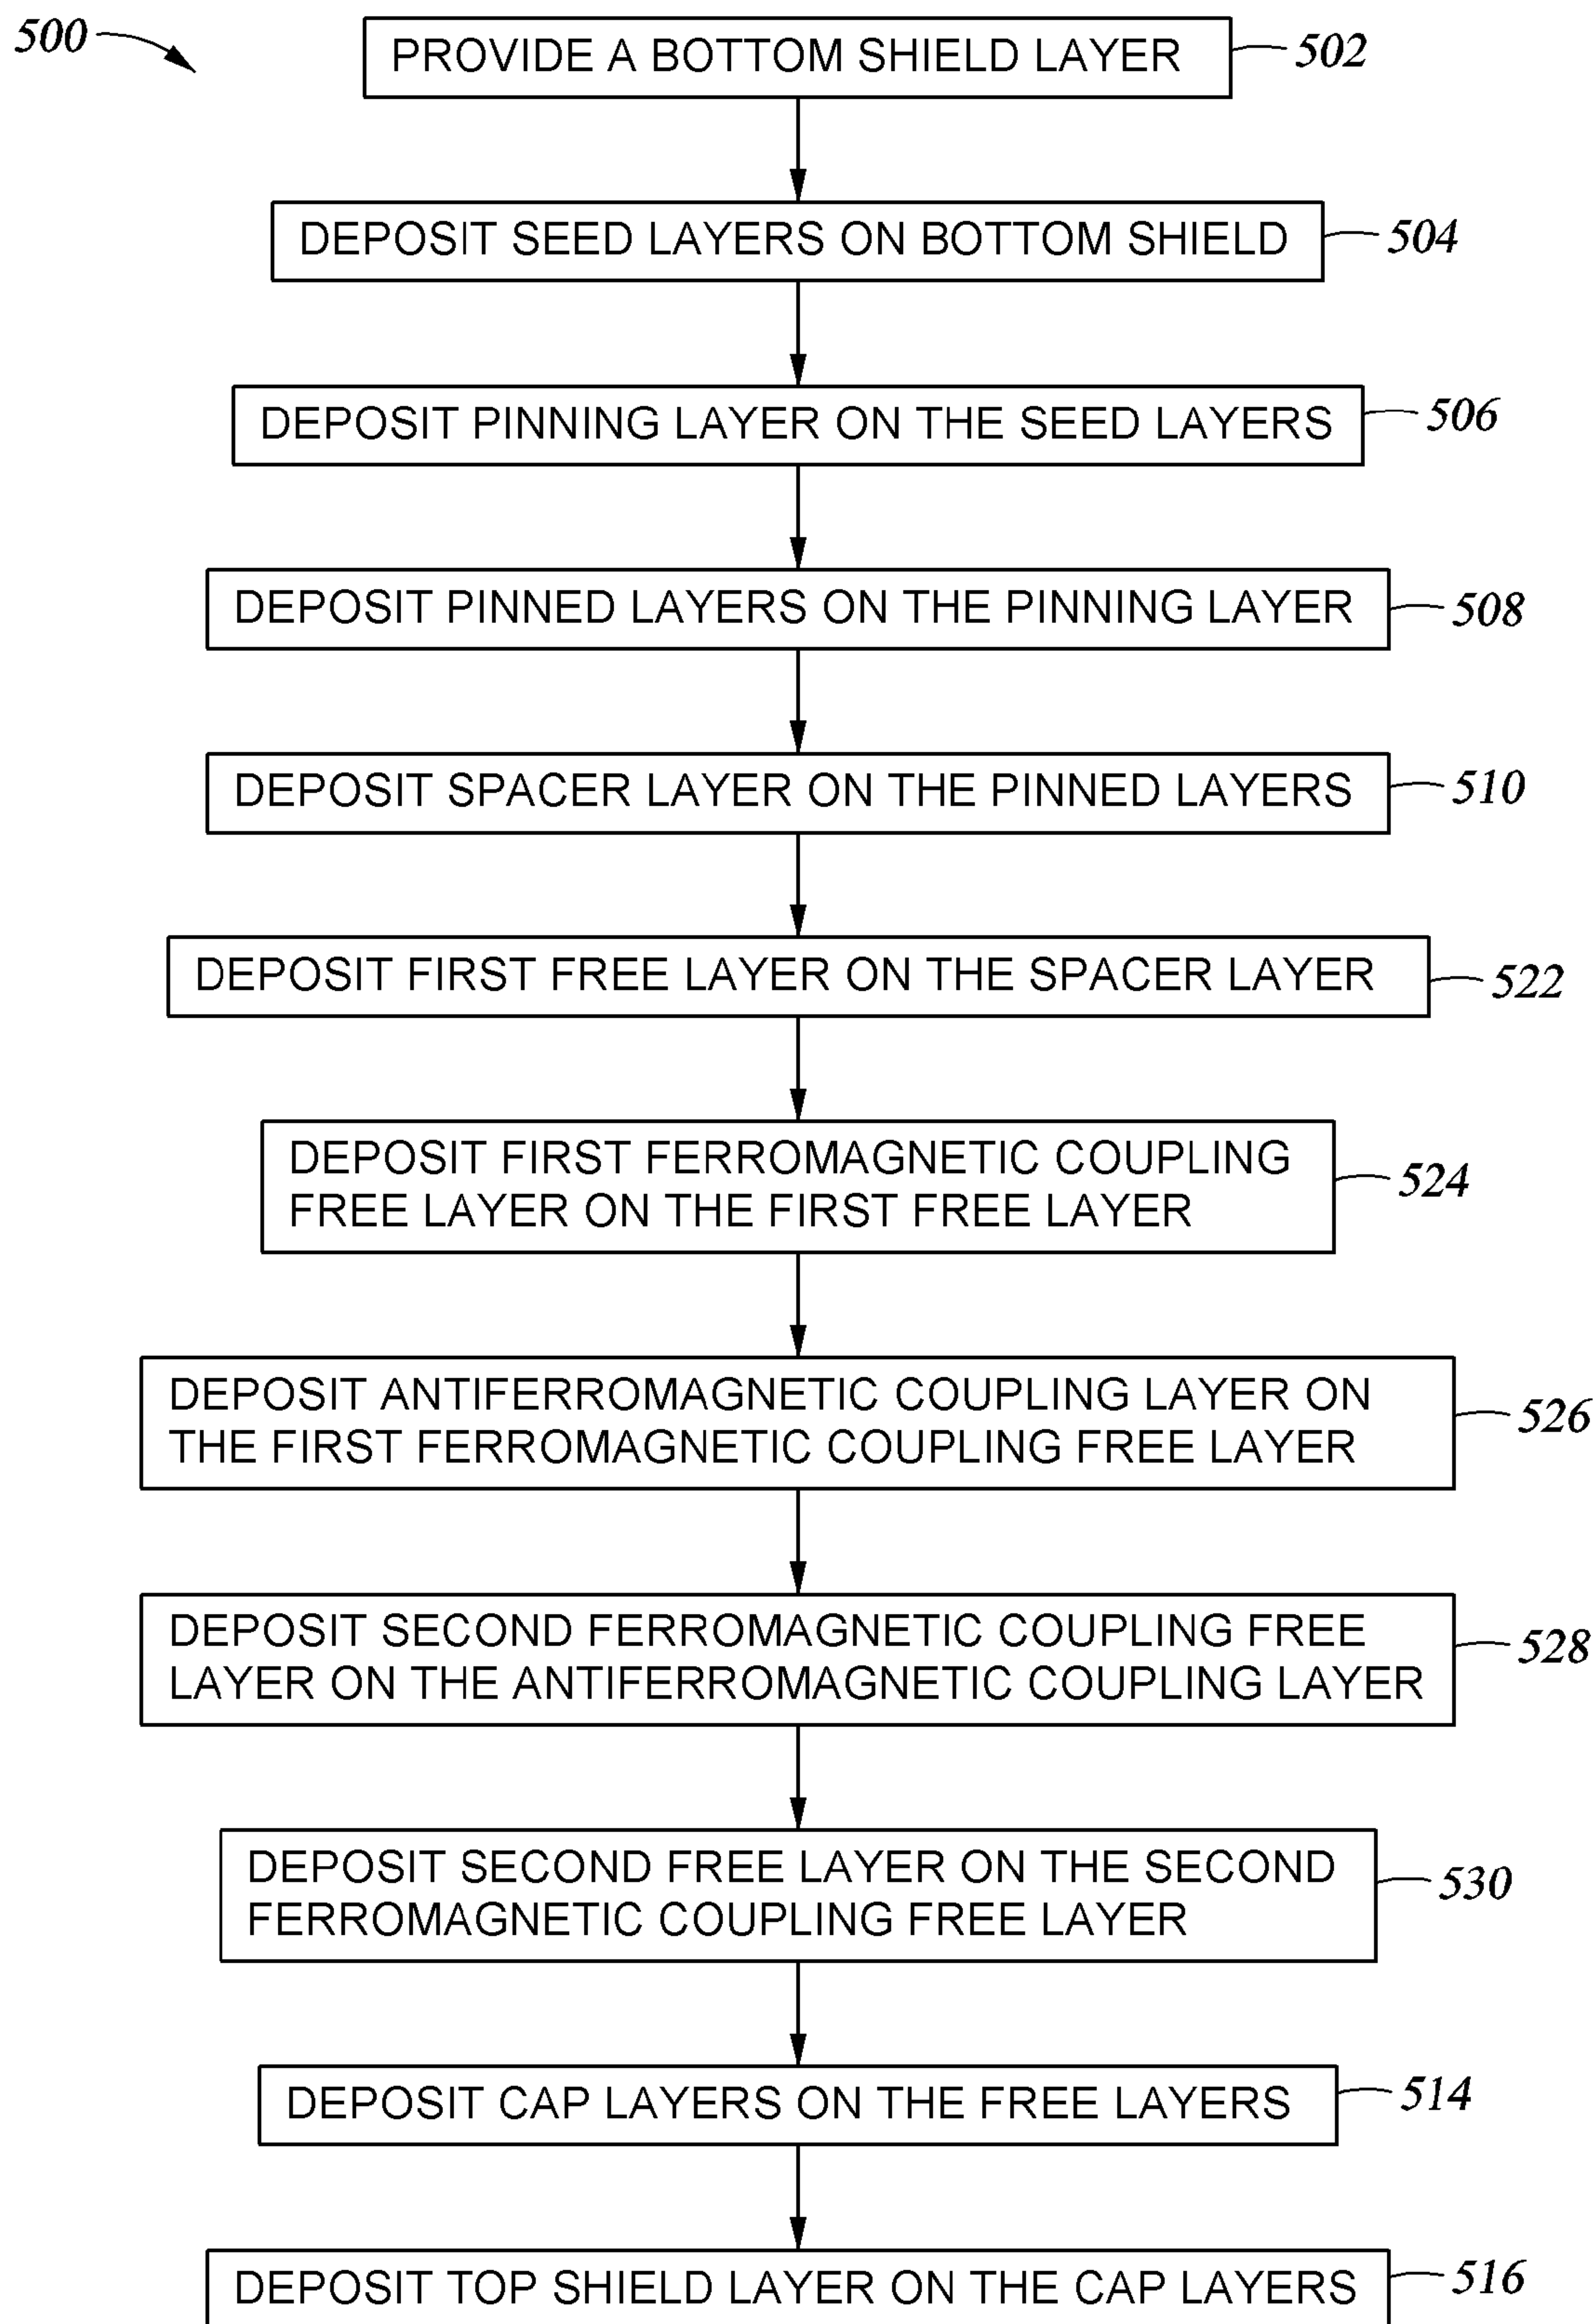 500
PROVIDE A BOTTOM SHIELD LAYER
502
DEPOSIT SEED LAYERS ON BOTTOM SHIELD
504
DEPOSIT PINNING LAYER ON THE SEED LAYERS
506
DEPOSIT PINNED LAYERS ON THE PINNING LAYER
508
DEPOSIT SPACER LAYER ON THE PINNED LAYERS
510
DEPOSIT FIRST FREE LAYER ON THE SPACER LAYER
522
DEPOSIT FIRST FERROMAGNETIC COUPLING
FREE LAYER ON THE FIRST FREE LAYER
524
DEPOSIT ANTIFERROMAGNETIC COUPLING LAYER ON
THE FIRST FERROMAGNETIC COUPLING FREE LAYER
526
DEPOSIT SECOND FERROMAGNETIC COUPLING FREE
LAYER ON THE ANTIFERROMAGNETIC COUPLING LAYER
528
DEPOSIT SECOND FREE LAYER ON THE SECOND
FERROMAGNETIC COUPLING FREE LAYER
530
DEPOSIT CAP LAYERS ON THE FREE LAYERS
514
DEPOSIT TOP SHIELD LAYER ON THE CAP LAYERS
516